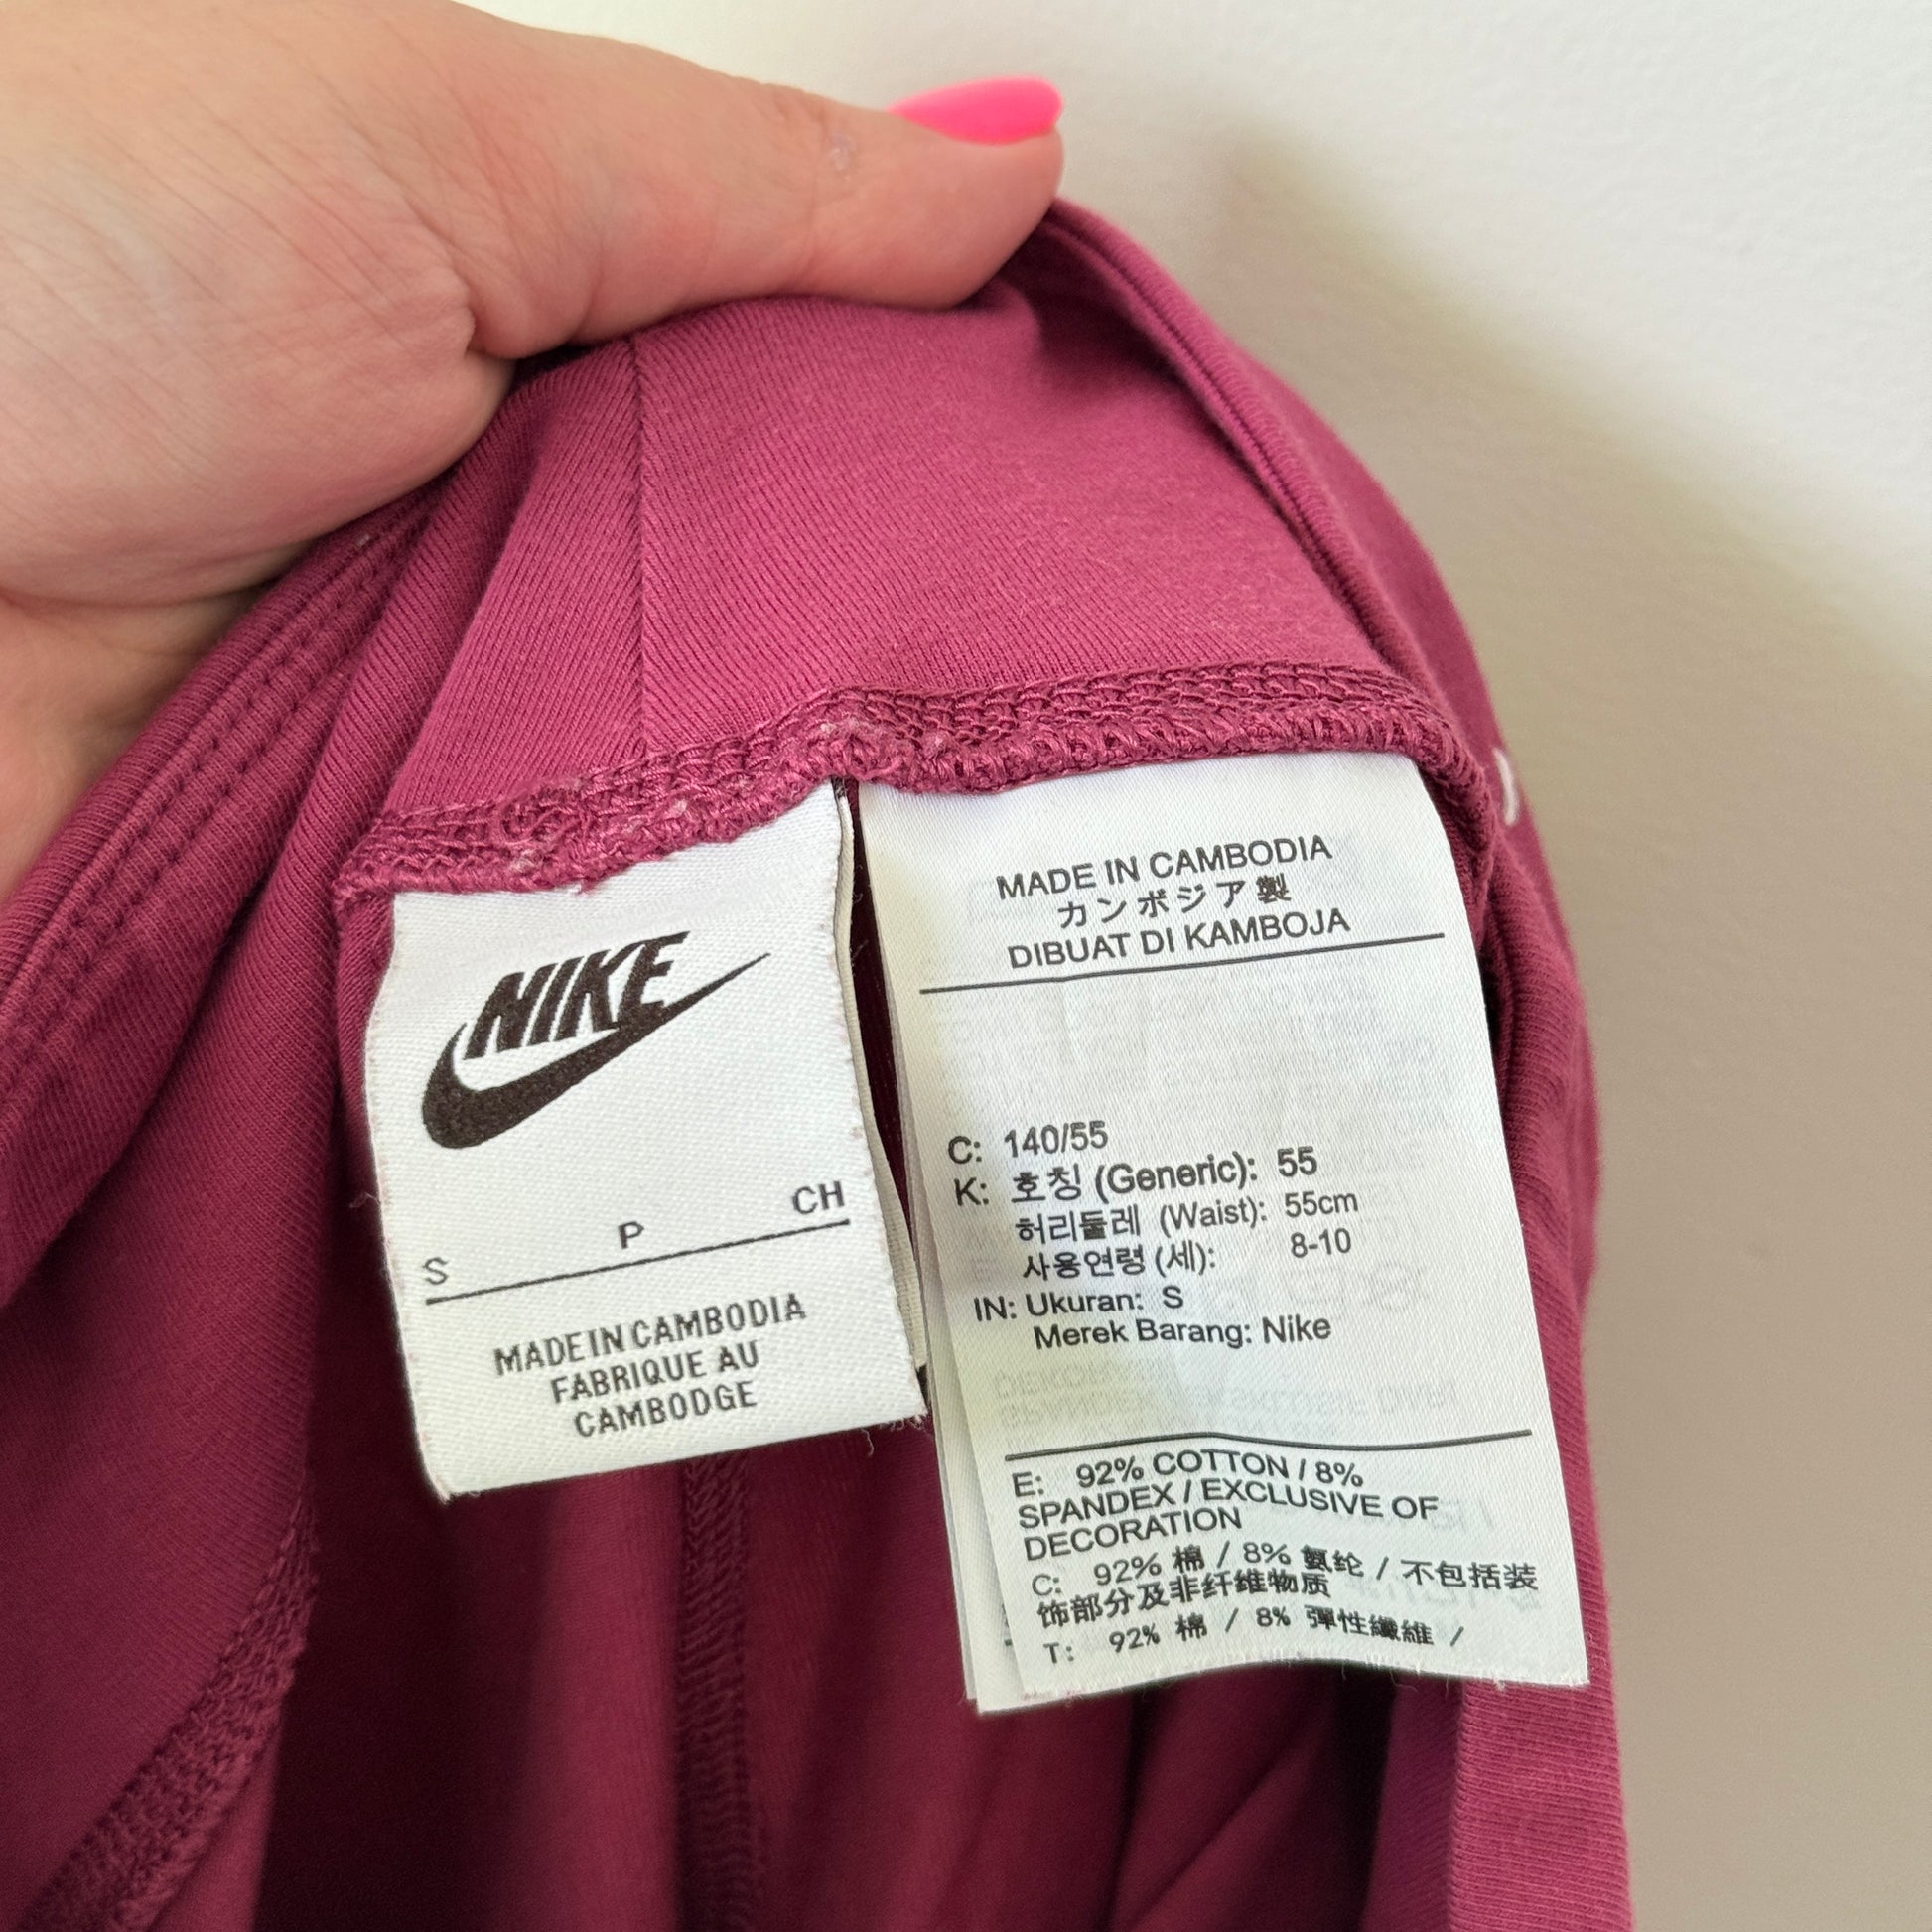 NIKE
S P CH
MADE IN CAMBODIA
FABRIQUE AU
CAMBODGE
MADE IN CAMBODIA
カンボジア製
DIBUAT DI KAMBOJA
C: 140/55
K: 호칭 (Generic): 55
허리둘레 (Waist): 55cm
사용연령 (세): 8-10
IN: Ukuran: S
Merek Barang: Nike
E: 92% COTTON / 8%
SPANDEX / EXCLUSIVE OF
DECORATION
C: 92% 棉 / 8% 氨纶 / 不包括装
饰部分及非纤维物质
T: 92% 棉 / 8% 彈性纖維 /